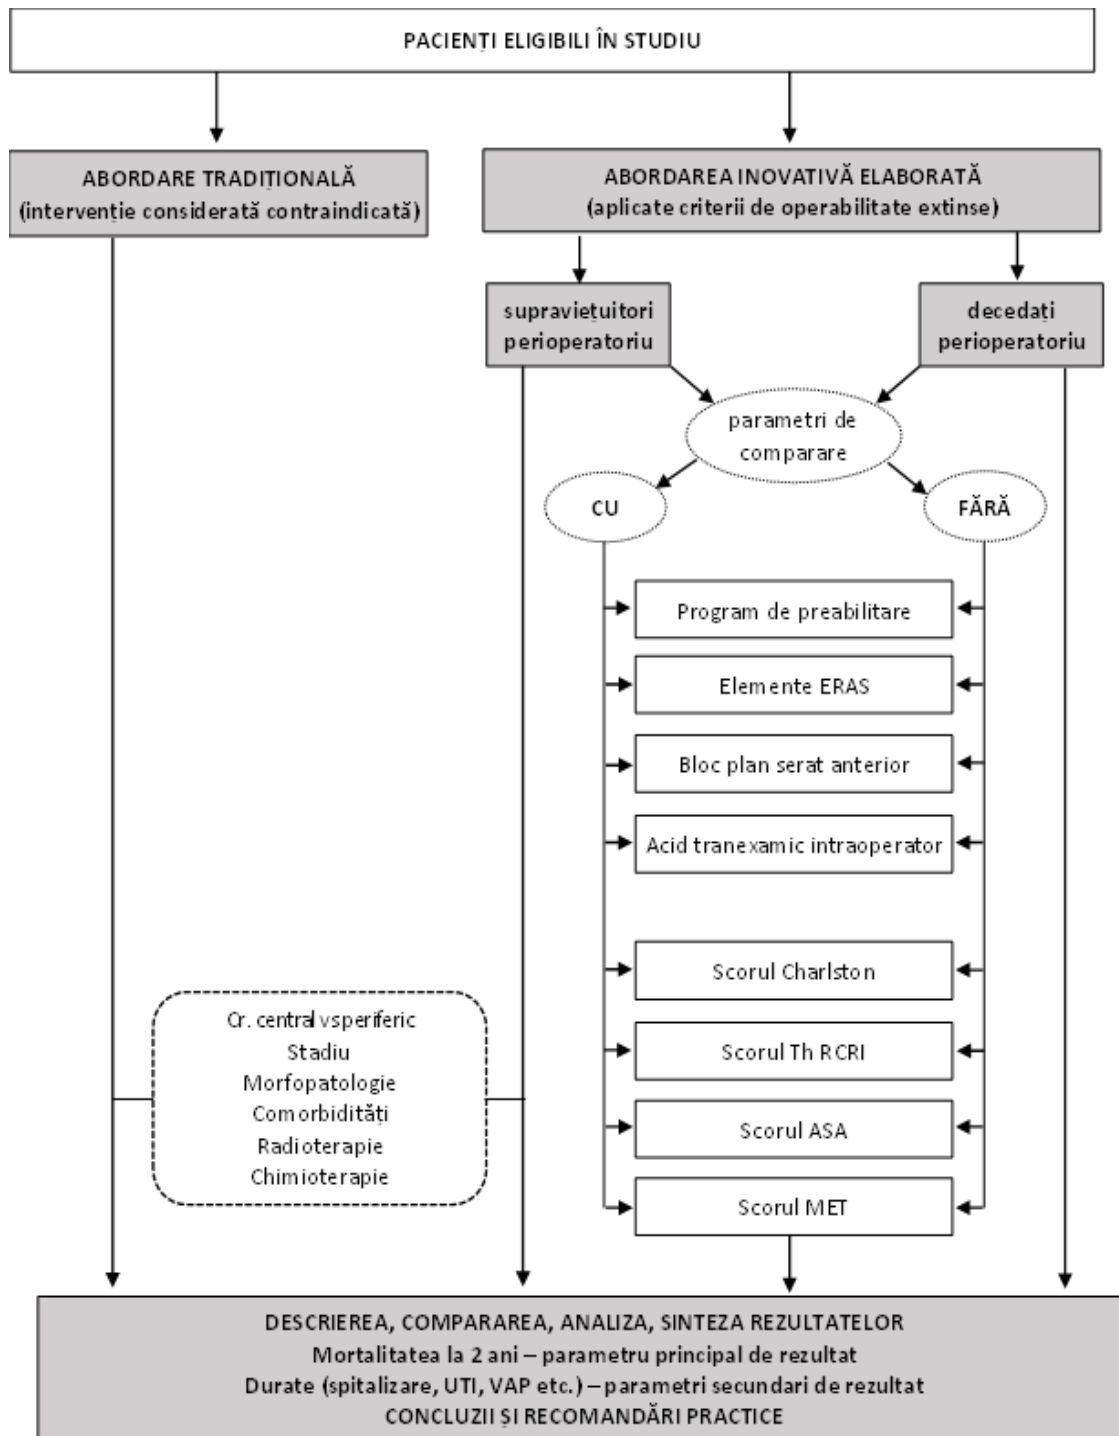 PACIENȚI ELIGIBILI ÎN STUDIU
ABORDARE TRADIȚIONALĂ
(intervenție considerată contraindicată)
ABORDAREA INOVATIVĂ ELABORATĂ
(aplicate criterii de operabilitate extinse)
supraviețuitori
perioperatoriu
decedați
perioperatoriu
parametri de
comparare
CU
FĂRĂ
Program de preabilitare
Elemente ERAS
Bloc plan serat anterior
Acid tranexamic intraoperator
Scorul Charlston
Scorul Th RCRI
Scorul ASA
Scorul MET
Cr. central vs periferic
Stadiu
Morfopatologie
Comorbidități
Radioterapie
Chimioterapie
DESCRIEREA, COMPARAREA, ANALIZA, SINTEZA REZULTATELOR
Mortalitatea la 2 ani – parametru principal de rezultat
Durate (spitalizare, UTI, VAP etc.) – parametri secundari de rezultat
CONCLUZII ȘI RECOMANDĂRI PRACTICE